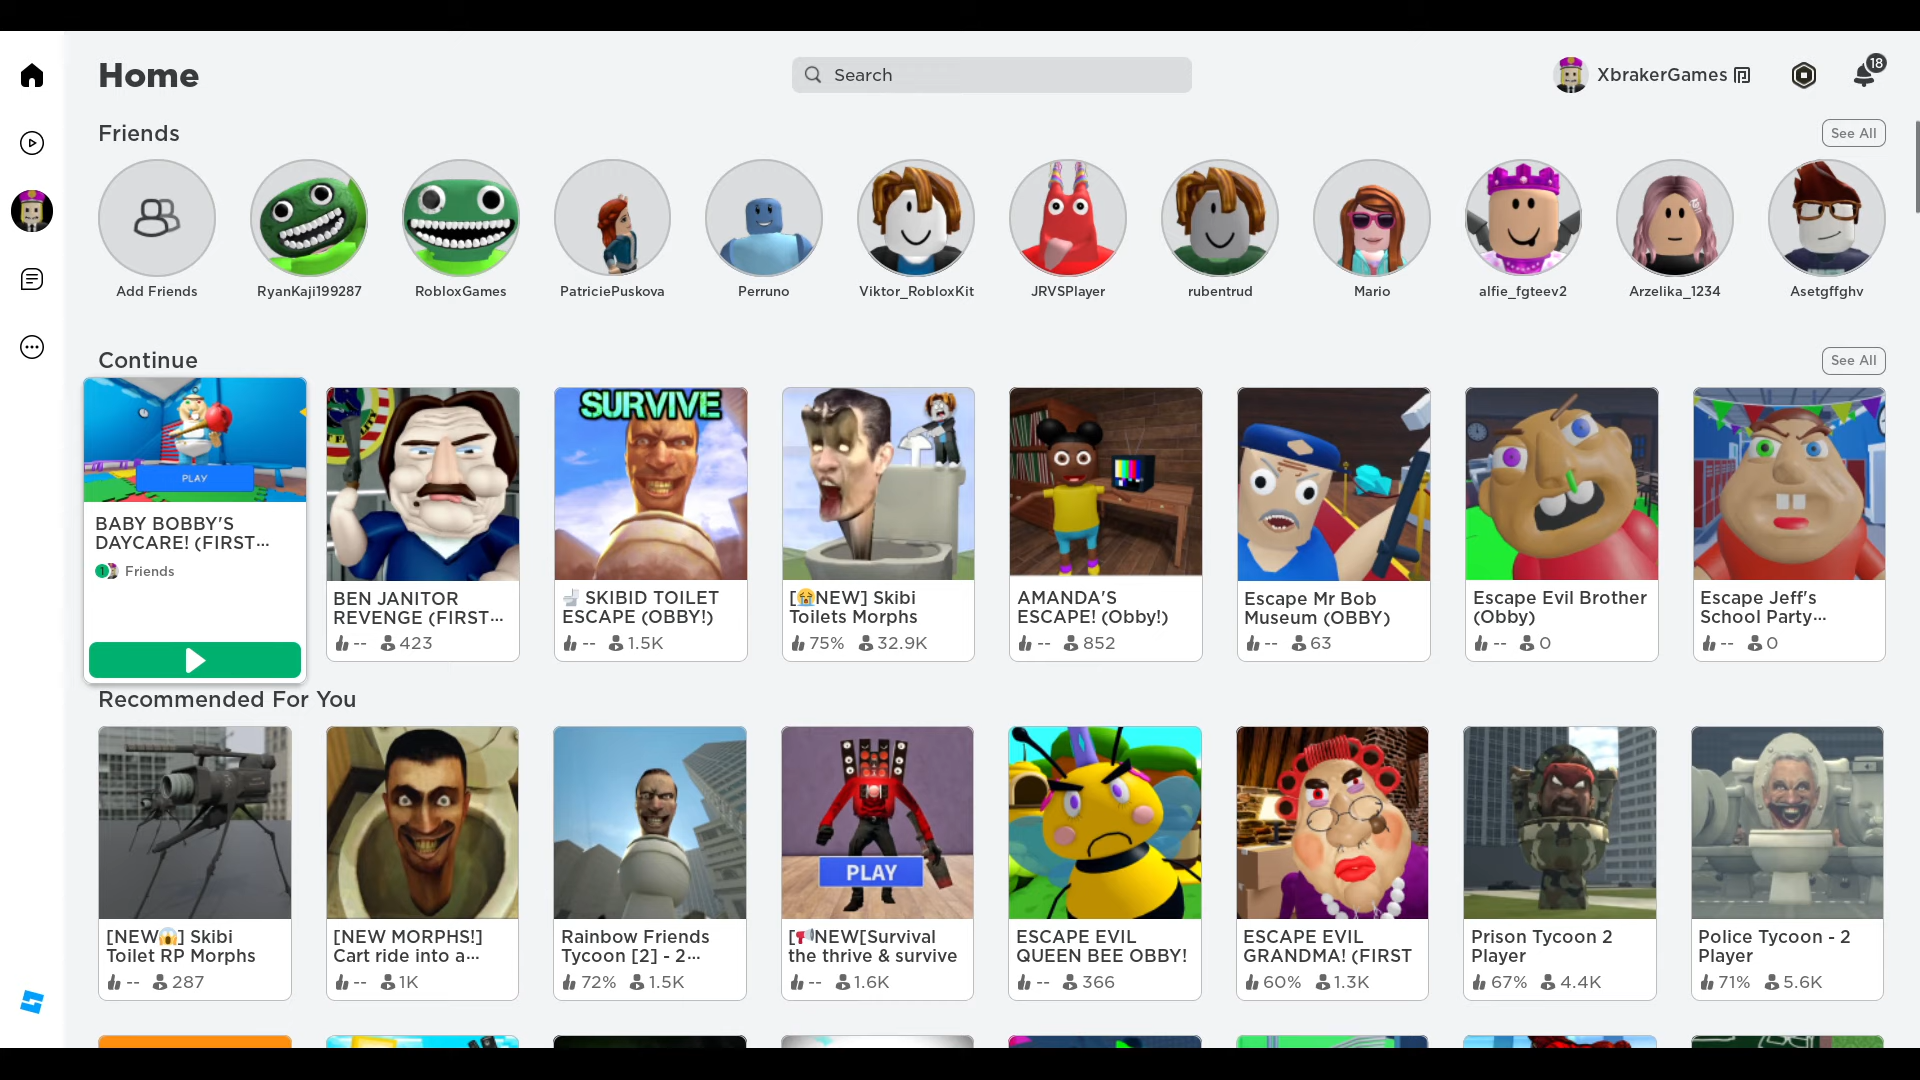 Home
Search
XbrakerGames
18
Friends
See All
Add Friends
RyanKaji199287
RobloxGames
PatriciePuskova
Perruno
Viktor_RobloxKit
JRVSPlayer
rubentrud
Mario
alfie_fgteev2
Arzelika_1234
Asetgffghv
Continue
See All
PLAY
BABY BOBBY'S
DAYCARE! (FIRST...
1 Friends
BEN JANITOR
REVENGE (FIRST...
-- 423
SURVIVE
🚽 SKIBID TOILET
ESCAPE (OBBY!)
-- 1.5K
[😭NEW] Skibi
Toilets Morphs
75% 32.9K
AMANDA'S
ESCAPE! (Obby!)
-- 852
Escape Mr Bob
Museum (OBBY)
-- 63
Escape Evil Brother
(Obby)
-- 0
Escape Jeff's
School Party...
-- 0
Recommended For You
[NEW😱] Skibi
Toilet RP Morphs
-- 287
[NEW MORPHS!]
Cart ride into a...
-- 1K
Rainbow Friends
Tycoon [2] - 2...
72% 1.5K
PLAY
[📢NEW[Survival
the thrive & survive
-- 1.6K
ESCAPE EVIL
QUEEN BEE OBBY!
-- 366
ESCAPE EVIL
GRANDMA! (FIRST
60% 1.3K
Prison Tycoon 2
Player
67% 4.4K
Police Tycoon - 2
Player
71% 5.6K